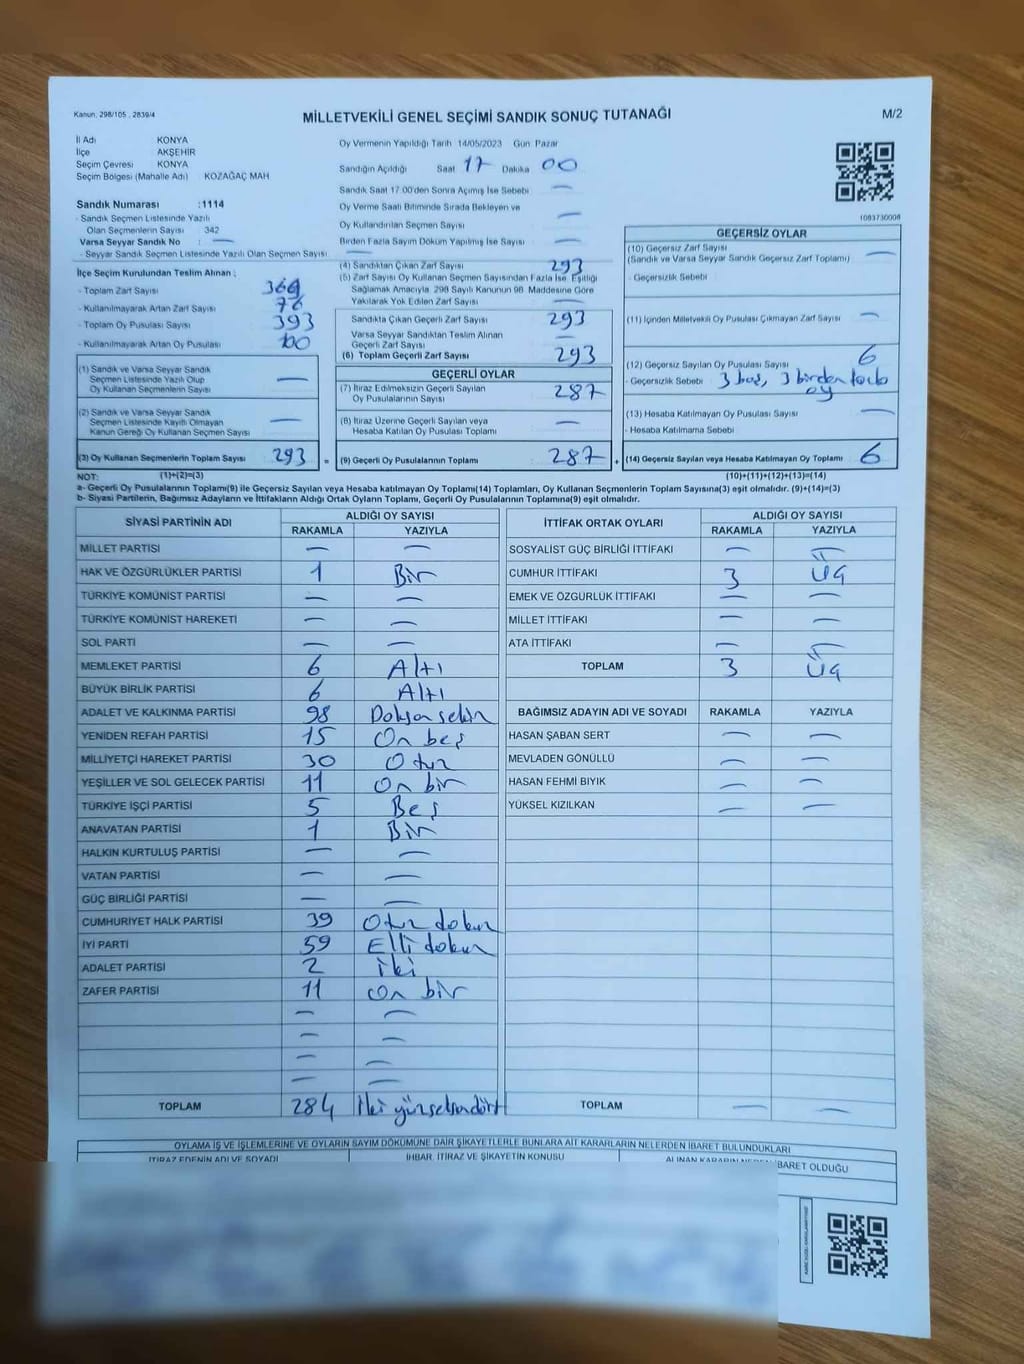 Kanun, 298/105 , 2839/4
MİLLETVEKİLİ GENEL SEÇİMİ SANDIK SONUÇ TUTANAĞI
M/2
İl Adı KONYA
İlçe AKŞEHİR
Seçim Çevresi KONYA
Seçim Bölgesi (Mahalle Adı) KOZAĞAÇ MAH
Sandık Numarası :1114
- Sandık Seçmen Listesinde Yazılı
Olan Seçmenlerin Sayısı 342
Varsa Seyyar Sandık No : —
- Seyyar Sandık Seçmen Listesinde Yazılı Olan Seçmen Sayısı —
İlçe Seçim Kurulundan Teslim Alınan ;
- Toplam Zarf Sayısı 369
- Kullanılmayarak Artan Zarf Sayısı 76
- Toplam Oy Pusulası Sayısı 393
- Kullanılmayarak Artan Oy Pusulası 100
Oy Vermenin Yapıldığı Tarih 14/05/2023 Gün Pazar
Sandığın Açıldığı Saat 17 Dakika 00
Sandık Saat 17.00'den Sonra Açılmış İse Sebebi —
Oy Verme Saati Bitiminde Sırada Bekleyen ve
Oy Kullandırılan Seçmen Sayısı —
Birden Fazla Sayım Döküm Yapılmış İse Sayısı —
(4) Sandıktan Çıkan Zarf Sayısı 293
(5) Zarf Sayısı Oy Kullanan Seçmen Sayısından Fazla İse Eşitliği
Sağlamak Amacıyla 298 Sayılı Kanunun 98. Maddesine Göre
Yakılarak Yok Edilen Zarf Sayısı —
Sandıkta Çıkan Geçerli Zarf Sayısı 293
Varsa Seyyar Sandıktan Teslim Alınan
Geçerli Zarf Sayısı —
(6) Toplam Geçerli Zarf Sayısı 293
1083730008
GEÇERSİZ OYLAR
(10) Geçersiz Zarf Sayısı —
(Sandık ve Varsa Seyyar Sandık Geçersiz Zarf Toplamı)
- Geçersizlik Sebebi
(11) İçinden Milletvekili Oy Pusulası Çıkmayan Zarf Sayısı —
(12) Geçersiz Sayılan Oy Pusulası Sayısı 6
- Geçersizlik Sebebi 3 boş, 3 birden fazla
oy
(13) Hesaba Katılmayan Oy Pusulası Sayısı —
- Hesaba Katılmama Sebebi
(14) Geçersiz Sayılan veya Hesaba Katılmayan Oy Toplamı 6
(1) Sandık ve Varsa Seyyar Sandık
Seçmen Listesinde Yazılı Olup
Oy Kullanan Seçmenlerin Sayısı —
(2) Sandık ve Varsa Seyyar Sandık
Seçmen Listesinde Kayıtlı Olmayan
Kanun Gereği Oy Kullanan Seçmen Sayısı —
(3) Oy Kullanan Seçmenlerin Toplam Sayısı 293 =
GEÇERLİ OYLAR
(7) İtiraz Edilmeksizin Geçerli Sayılan
Oy Pusulalarının Sayısı 287
(8) İtiraz Üzerine Geçerli Sayılan veya
Hesaba Katılan Oy Pusulası Toplamı —
(9) Geçerli Oy Pusulalarının Toplamı 287 +
NOT: (1)+(2)=(3) (10)+(11)+(12)+(13)=(14)
a- Geçerli Oy Pusulalarının Toplamı(9) ile Geçersiz Sayılan veya Hesaba katılmayan Oy Toplamı(14) Toplamları, Oy Kullanan Seçmenlerin Toplam Sayısına(3) eşit olmalıdır. (9)+(14)=(3)
b- Siyasi Partilerin, Bağımsız Adayların ve İttifakların Aldığı Ortak Oyların Toplamı, Geçerli Oy Pusulalarının Toplamına(9) eşit olmalıdır.
SİYASİ PARTİNİN ADI ALDIĞI OY SAYISI
RAKAMLA YAZIYLA
MİLLET PARTİSİ — —
HAK VE ÖZGÜRLÜKLER PARTİSİ 1 Bir
TÜRKİYE KOMÜNİST PARTİSİ — —
TÜRKİYE KOMÜNİST HAREKETİ — —
SOL PARTİ — —
MEMLEKET PARTİSİ 6 Altı
BÜYÜK BİRLİK PARTİSİ 6 Altı
ADALET VE KALKINMA PARTİSİ 98 Doksan sekiz
YENİDEN REFAH PARTİSİ 15 On beş
MİLLİYETÇİ HAREKET PARTİSİ 30 Otuz
YEŞİLLER VE SOL GELECEK PARTİSİ 11 On bir
TÜRKİYE İŞÇİ PARTİSİ 5 Beş
ANAVATAN PARTİSİ 1 Bir
HALKIN KURTULUŞ PARTİSİ — —
VATAN PARTİSİ — —
GÜÇ BİRLİĞİ PARTİSİ — —
CUMHURİYET HALK PARTİSİ 39 Otuz dokuz
İYİ PARTİ 59 Elli dokuz
ADALET PARTİSİ 2 İki
ZAFER PARTİSİ 11 On bir
— —
— —
— —
— —
TOPLAM 284 İki yüz seksen dört
İTTİFAK ORTAK OYLARI ALDIĞI OY SAYISI
RAKAMLA YAZIYLA
SOSYALİST GÜÇ BİRLİĞİ İTTİFAKI — —
CUMHUR İTTİFAKI 3 Üç
EMEK VE ÖZGÜRLÜK İTTİFAKI — —
MİLLET İTTİFAKI — —
ATA İTTİFAKI — —
TOPLAM 3 Üç
BAĞIMSIZ ADAYIN ADI VE SOYADI RAKAMLA YAZIYLA
HASAN ŞABAN SERT — —
MEVLADEN GÖNÜLLÜ — —
HASAN FEHMİ BIYIK — —
YÜKSEL KIZILKAN — —
TOPLAM — —
OYLAMA İŞ VE İŞLEMLERİNE VE OYLARIN SAYIM DÖKÜMÜNE DAİR ŞİKAYETLERLE BUNLARA AİT KARARLARIN NELERDEN İBARET BULUNDUKLARI
İTİRAZ EDENİN ADI VE SOYADI İHBAR, İTİRAZ VE ŞİKAYETİN KONUSU ALINAN KARARIN NEDEN İBARET OLDUĞU